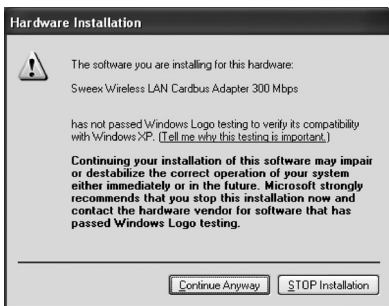 Hardware Installation
The software you are installing for this hardware:
Sweex Wireless LAN Cardbus Adapter 300 Mbps
has not passed Windows Logo testing to verify its compatibility
with Windows XP. (Tell me why this testing is important.)
Continuing your installation of this software may impair
or destabilize the correct operation of your system
either immediately or in the future. Microsoft strongly
recommends that you stop this installation now and
contact the hardware vendor for software that has
passed Windows Logo testing.
Continue Anyway
STOP Installation